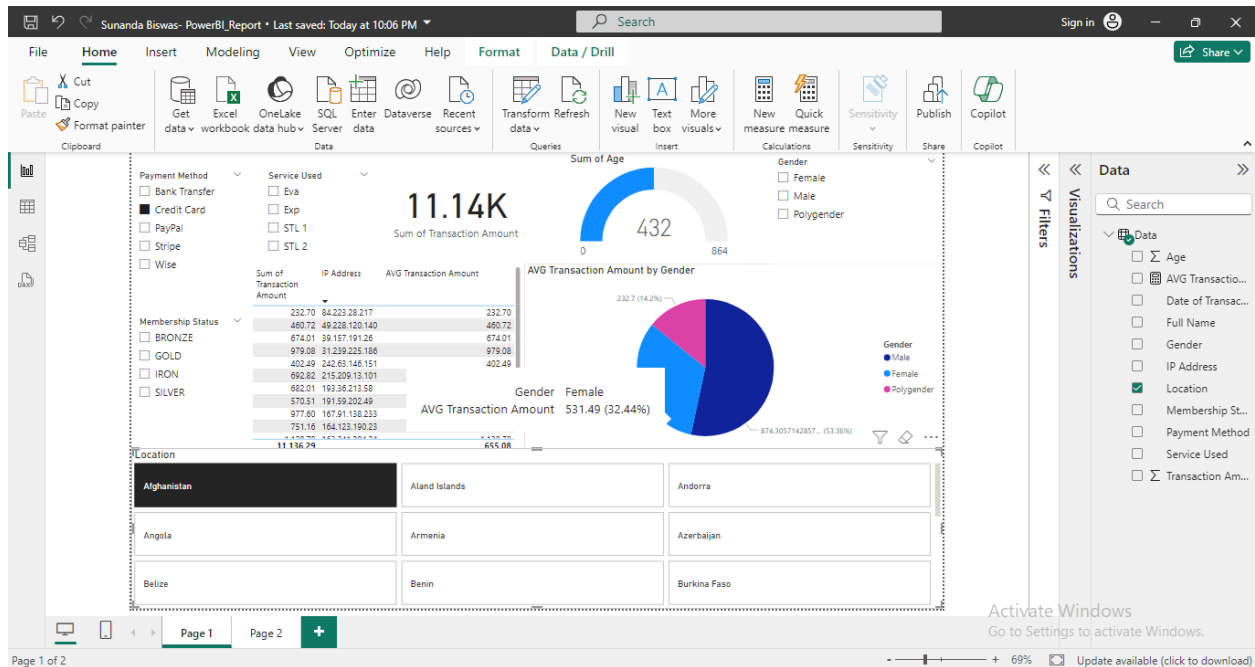 Sunanda Biswas- PowerBI_Report • Last saved: Today at 10:06 PM
Search
Sign in
File Home Insert Modeling View Optimize Help Format Data / Drill
Share
Paste
Cut
Copy
Format painter
Get data
Excel workbook
OneLake data hub
SQL Server
Enter data
Dataverse
Recent sources
Transform data
Refresh
New visual
Text box
More visuals
New measure
Quick measure
Sensitivity
Publish
Copilot
Clipboard Data Queries Insert Calculations Sensitivity Share Copilot
Payment Method
Bank Transfer
Credit Card
PayPal
Stripe
Wise
Service Used
Eva
Exp
STL 1
STL 2
11.14K
Sum of Transaction Amount
Sum of Age
432
0 864
Gender
Female
Male
Polygender
Membership Status
BRONZE
GOLD
IRON
SILVER
Sum of Transaction Amount IP Address AVG Transaction Amount
232.70 84.223.28.217 232.70
460.72 49.228.120.140 460.72
674.01 39.157.191.26 674.01
979.08 31.239.225.186 979.08
402.49 242.63.146.151 402.49
692.82 215.209.13.101
682.01 193.36.213.58
570.51 191.59.202.49
977.60 167.91.138.233
751.16 164.123.190.23
11,136.29 655.08
AVG Transaction Amount by Gender
232.7 (14.2%)
874.3057142857... (53.36%)
Gender
Male
Female
Polygender
Gender Female
AVG Transaction Amount 531.49 (32.44%)
Location
Afghanistan Aland Islands Andorra
Angola Armenia Azerbaijan
Belize Benin Burkina Faso
Filters
Visualizations
Data
Search
Data
Age
AVG Transactio...
Date of Transac...
Full Name
Gender
IP Address
Location
Membership St...
Payment Method
Service Used
Transaction Am...
Activate Windows
Go to Settings to activate Windows.
Page 1 Page 2
Page 1 of 2
69%
Update available (click to download)